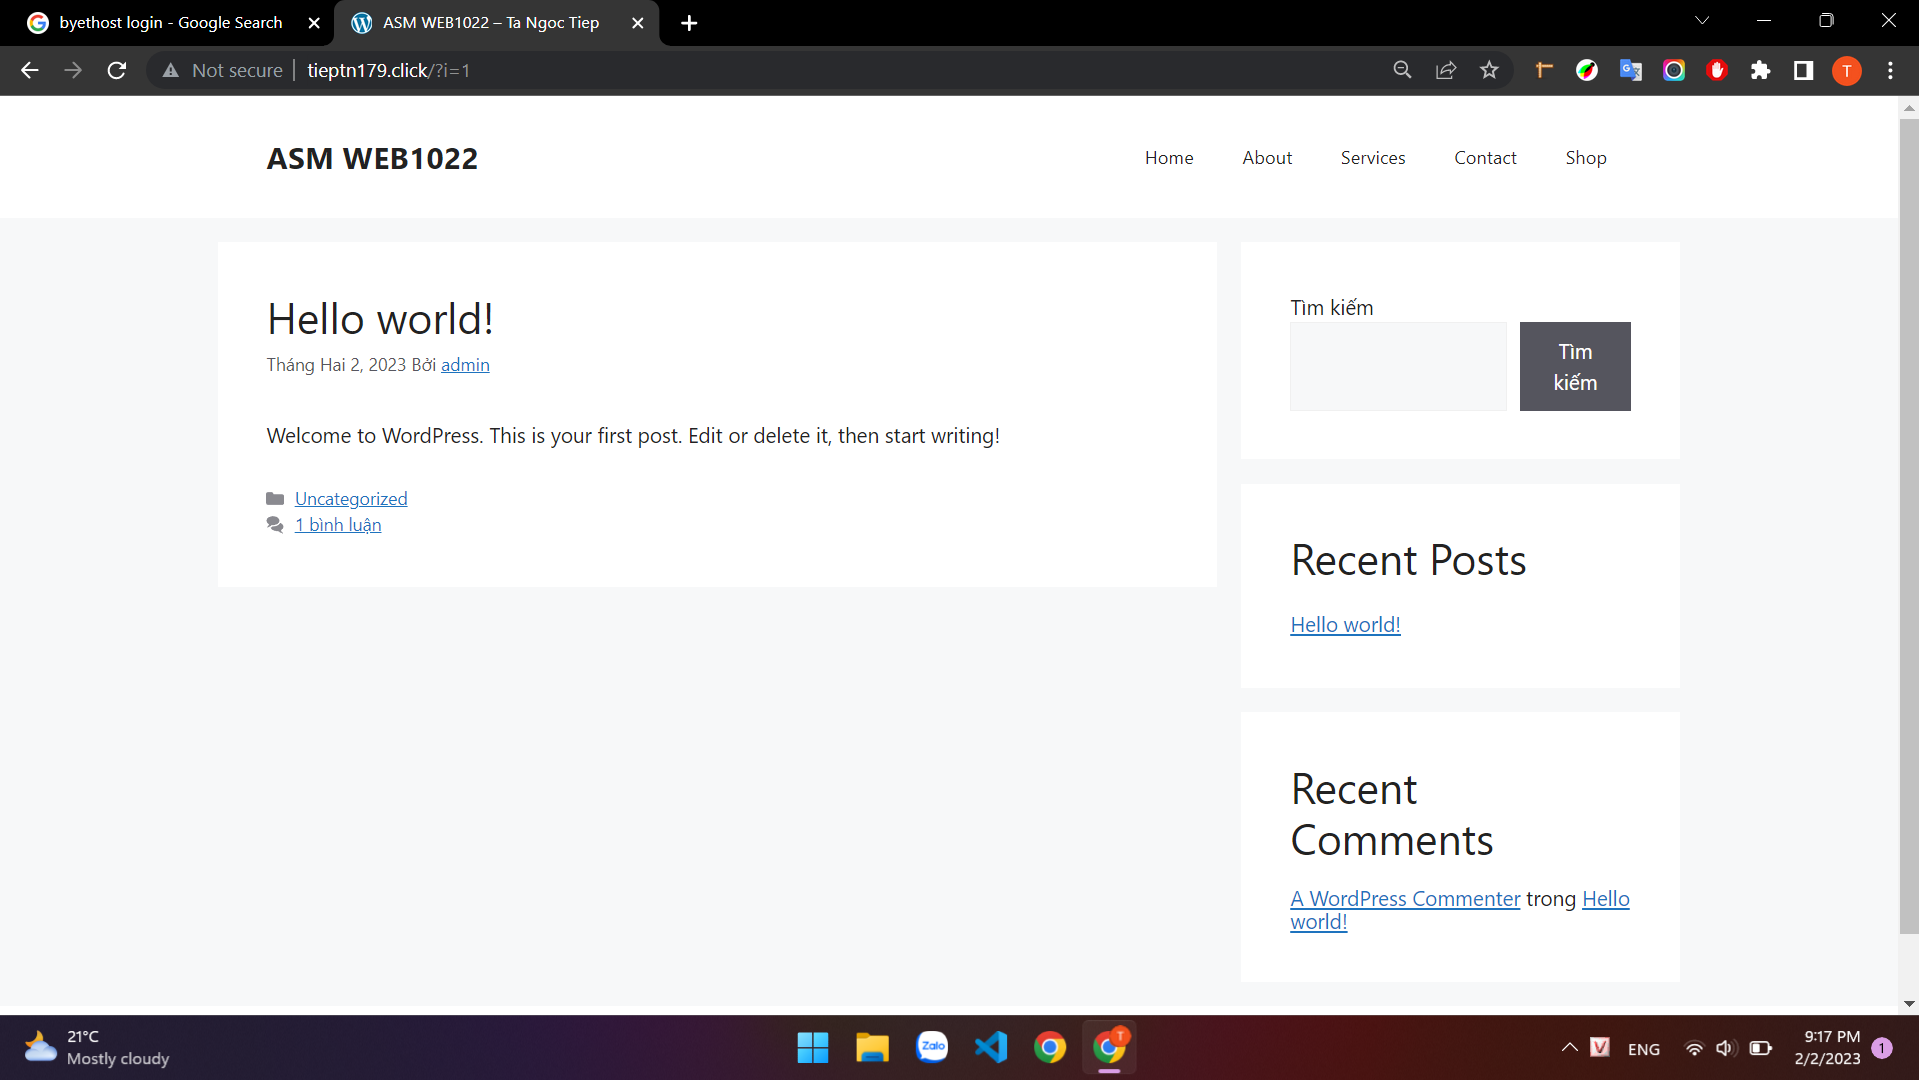 byethost login - Google Search
ASM WEB1022 – Ta Ngoc Tiep
Not secure
tieptn179.click/?i=1
T
ASM WEB1022
Home
About
Services
Contact
Shop
Hello world!
Tháng Hai 2, 2023 Bởi admin
Welcome to WordPress. This is your first post. Edit or delete it, then start writing!
Uncategorized
1 bình luận
Tìm kiếm
Tìm
kiếm
Recent Posts
Hello world!
Recent
Comments
A WordPress Commenter trong Hello
world!
21°C
Mostly cloudy
Zalo
T
V
ENG
9:17 PM
2/2/2023
1